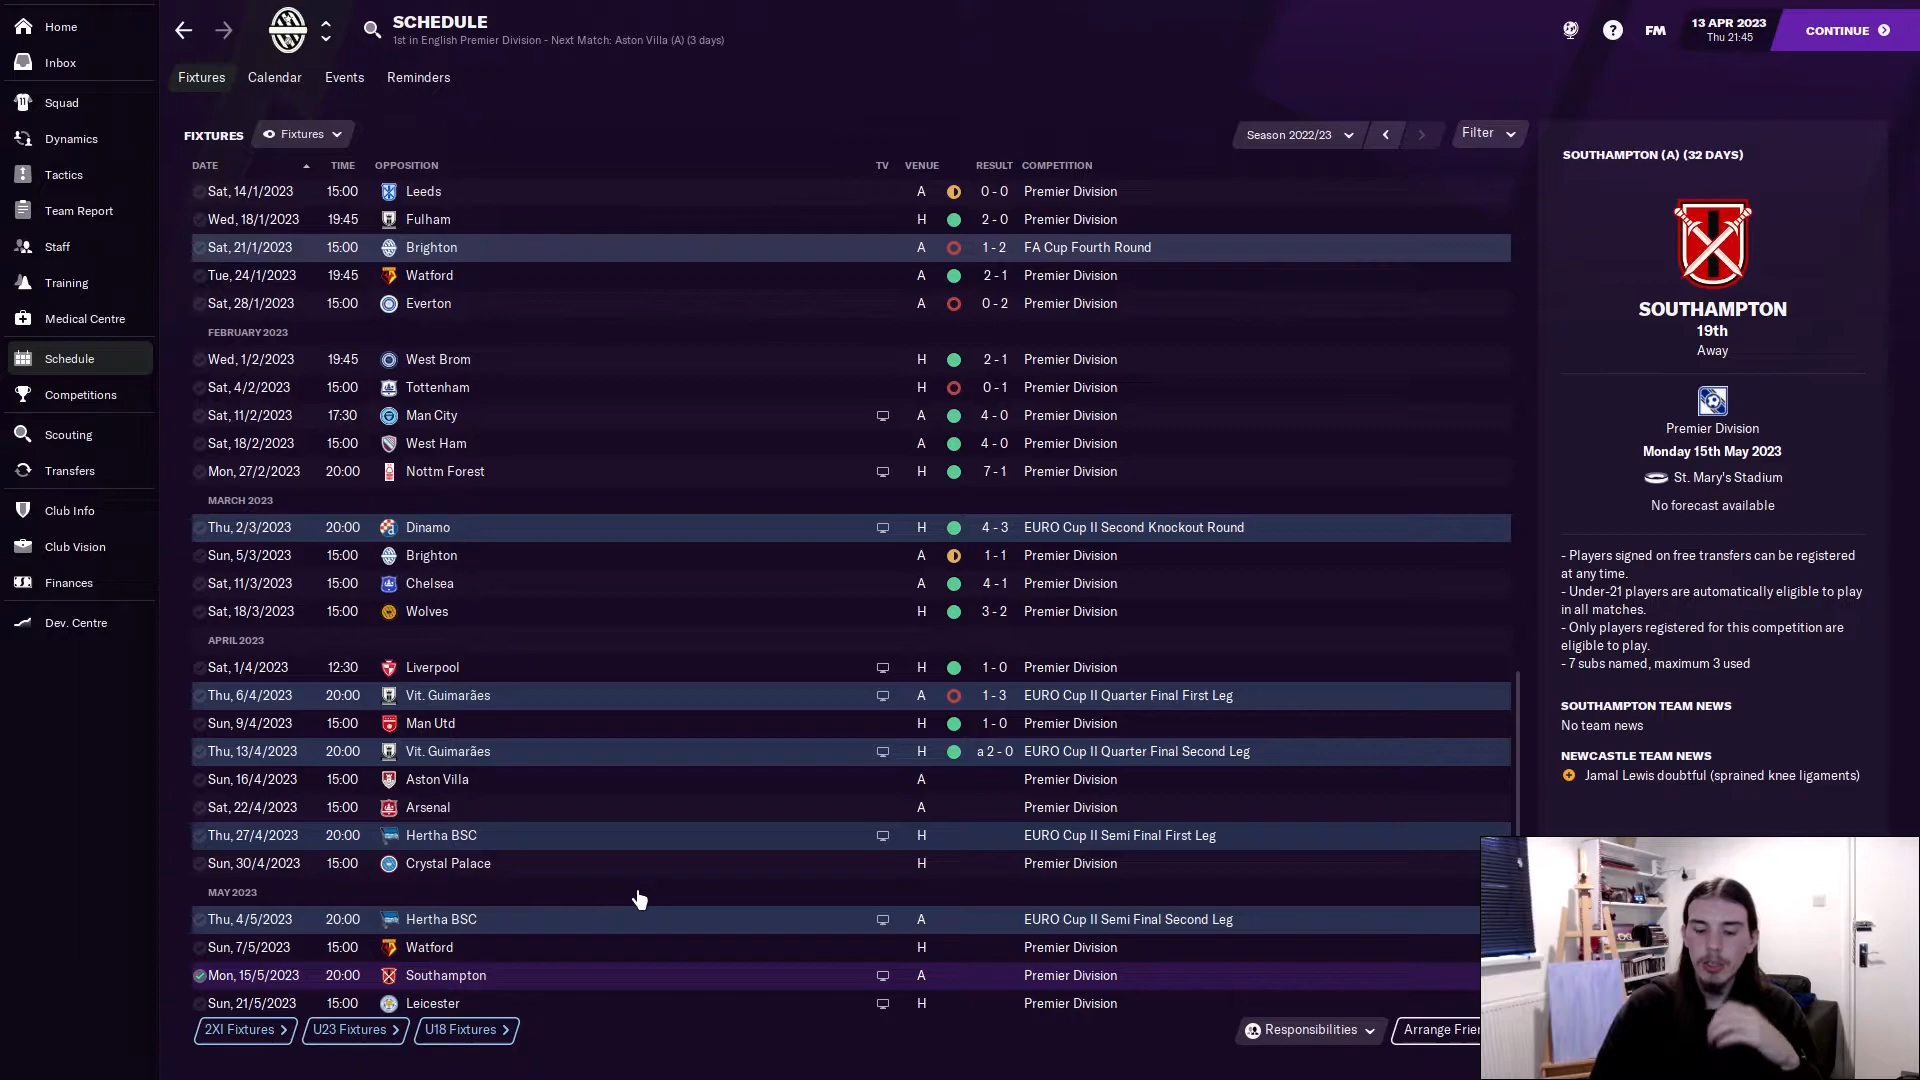 Home
Inbox
Squad
Dynamics
Tactics
Team Report
Staff
Training
Medical Centre
Schedule
Competitions
Scouting
Transfers
Club Info
Club Vision
Finances
Dev. Centre
SCHEDULE
1st in English Premier Division - Next Match: Aston Villa (A) (3 days)
? FM 13 APR 2023 CONTINUE
Thu 21:45
Fixtures Calendar Events Reminders
FIXTURES Fixtures Season 2022/23 Filter
DATE TIME OPPOSITION TV VENUE RESULT COMPETITION
Sat, 14/1/2023 15:00 Leeds A 0 - 0 Premier Division
Wed, 18/1/2023 19:45 Fulham H 2 - 0 Premier Division
Sat, 21/1/2023 15:00 Brighton A 1 - 2 FA Cup Fourth Round
Tue, 24/1/2023 19:45 Watford A 2 - 1 Premier Division
Sat, 28/1/2023 15:00 Everton A 0 - 2 Premier Division
FEBRUARY 2023
Wed, 1/2/2023 19:45 West Brom H 2 - 1 Premier Division
Sat, 4/2/2023 15:00 Tottenham H 0 - 1 Premier Division
Sat, 11/2/2023 17:30 Man City A 4 - 0 Premier Division
Sat, 18/2/2023 15:00 West Ham A 4 - 0 Premier Division
Mon, 27/2/2023 20:00 Nottm Forest H 7 - 1 Premier Division
MARCH 2023
Thu, 2/3/2023 20:00 Dinamo H 4 - 3 EURO Cup II Second Knockout Round
Sun, 5/3/2023 15:00 Brighton A 1 - 1 Premier Division
Sat, 11/3/2023 15:00 Chelsea A 4 - 1 Premier Division
Sat, 18/3/2023 15:00 Wolves H 3 - 2 Premier Division
APRIL 2023
Sat, 1/4/2023 12:30 Liverpool H 1 - 0 Premier Division
Thu, 6/4/2023 20:00 Vit. Guimarães A 1 - 3 EURO Cup II Quarter Final First Leg
Sun, 9/4/2023 15:00 Man Utd H 1 - 0 Premier Division
Thu, 13/4/2023 20:00 Vit. Guimarães H a 2 - 0 EURO Cup II Quarter Final Second Leg
Sun, 16/4/2023 15:00 Aston Villa A Premier Division
Sat, 22/4/2023 15:00 Arsenal A Premier Division
Thu, 27/4/2023 20:00 Hertha BSC H EURO Cup II Semi Final First Leg
Sun, 30/4/2023 15:00 Crystal Palace H Premier Division
MAY 2023
Thu, 4/5/2023 20:00 Hertha BSC A EURO Cup II Semi Final Second Leg
Sun, 7/5/2023 15:00 Watford H Premier Division
Mon, 15/5/2023 20:00 Southampton A Premier Division
Sun, 21/5/2023 15:00 Leicester H Premier Division
2XI Fixtures U23 Fixtures U18 Fixtures Responsibilities Arrange Frien
SOUTHAMPTON (A) (32 DAYS)
SOUTHAMPTON
19th
Away
Premier Division
Monday 15th May 2023
St. Mary's Stadium
No forecast available
- Players signed on free transfers can be registered
at any time.
- Under-21 players are automatically eligible to play
in all matches.
- Only players registered for this competition are
eligible to play.
- 7 subs named, maximum 3 used
SOUTHAMPTON TEAM NEWS
No team news
NEWCASTLE TEAM NEWS
Jamal Lewis doubtful (sprained knee ligaments)